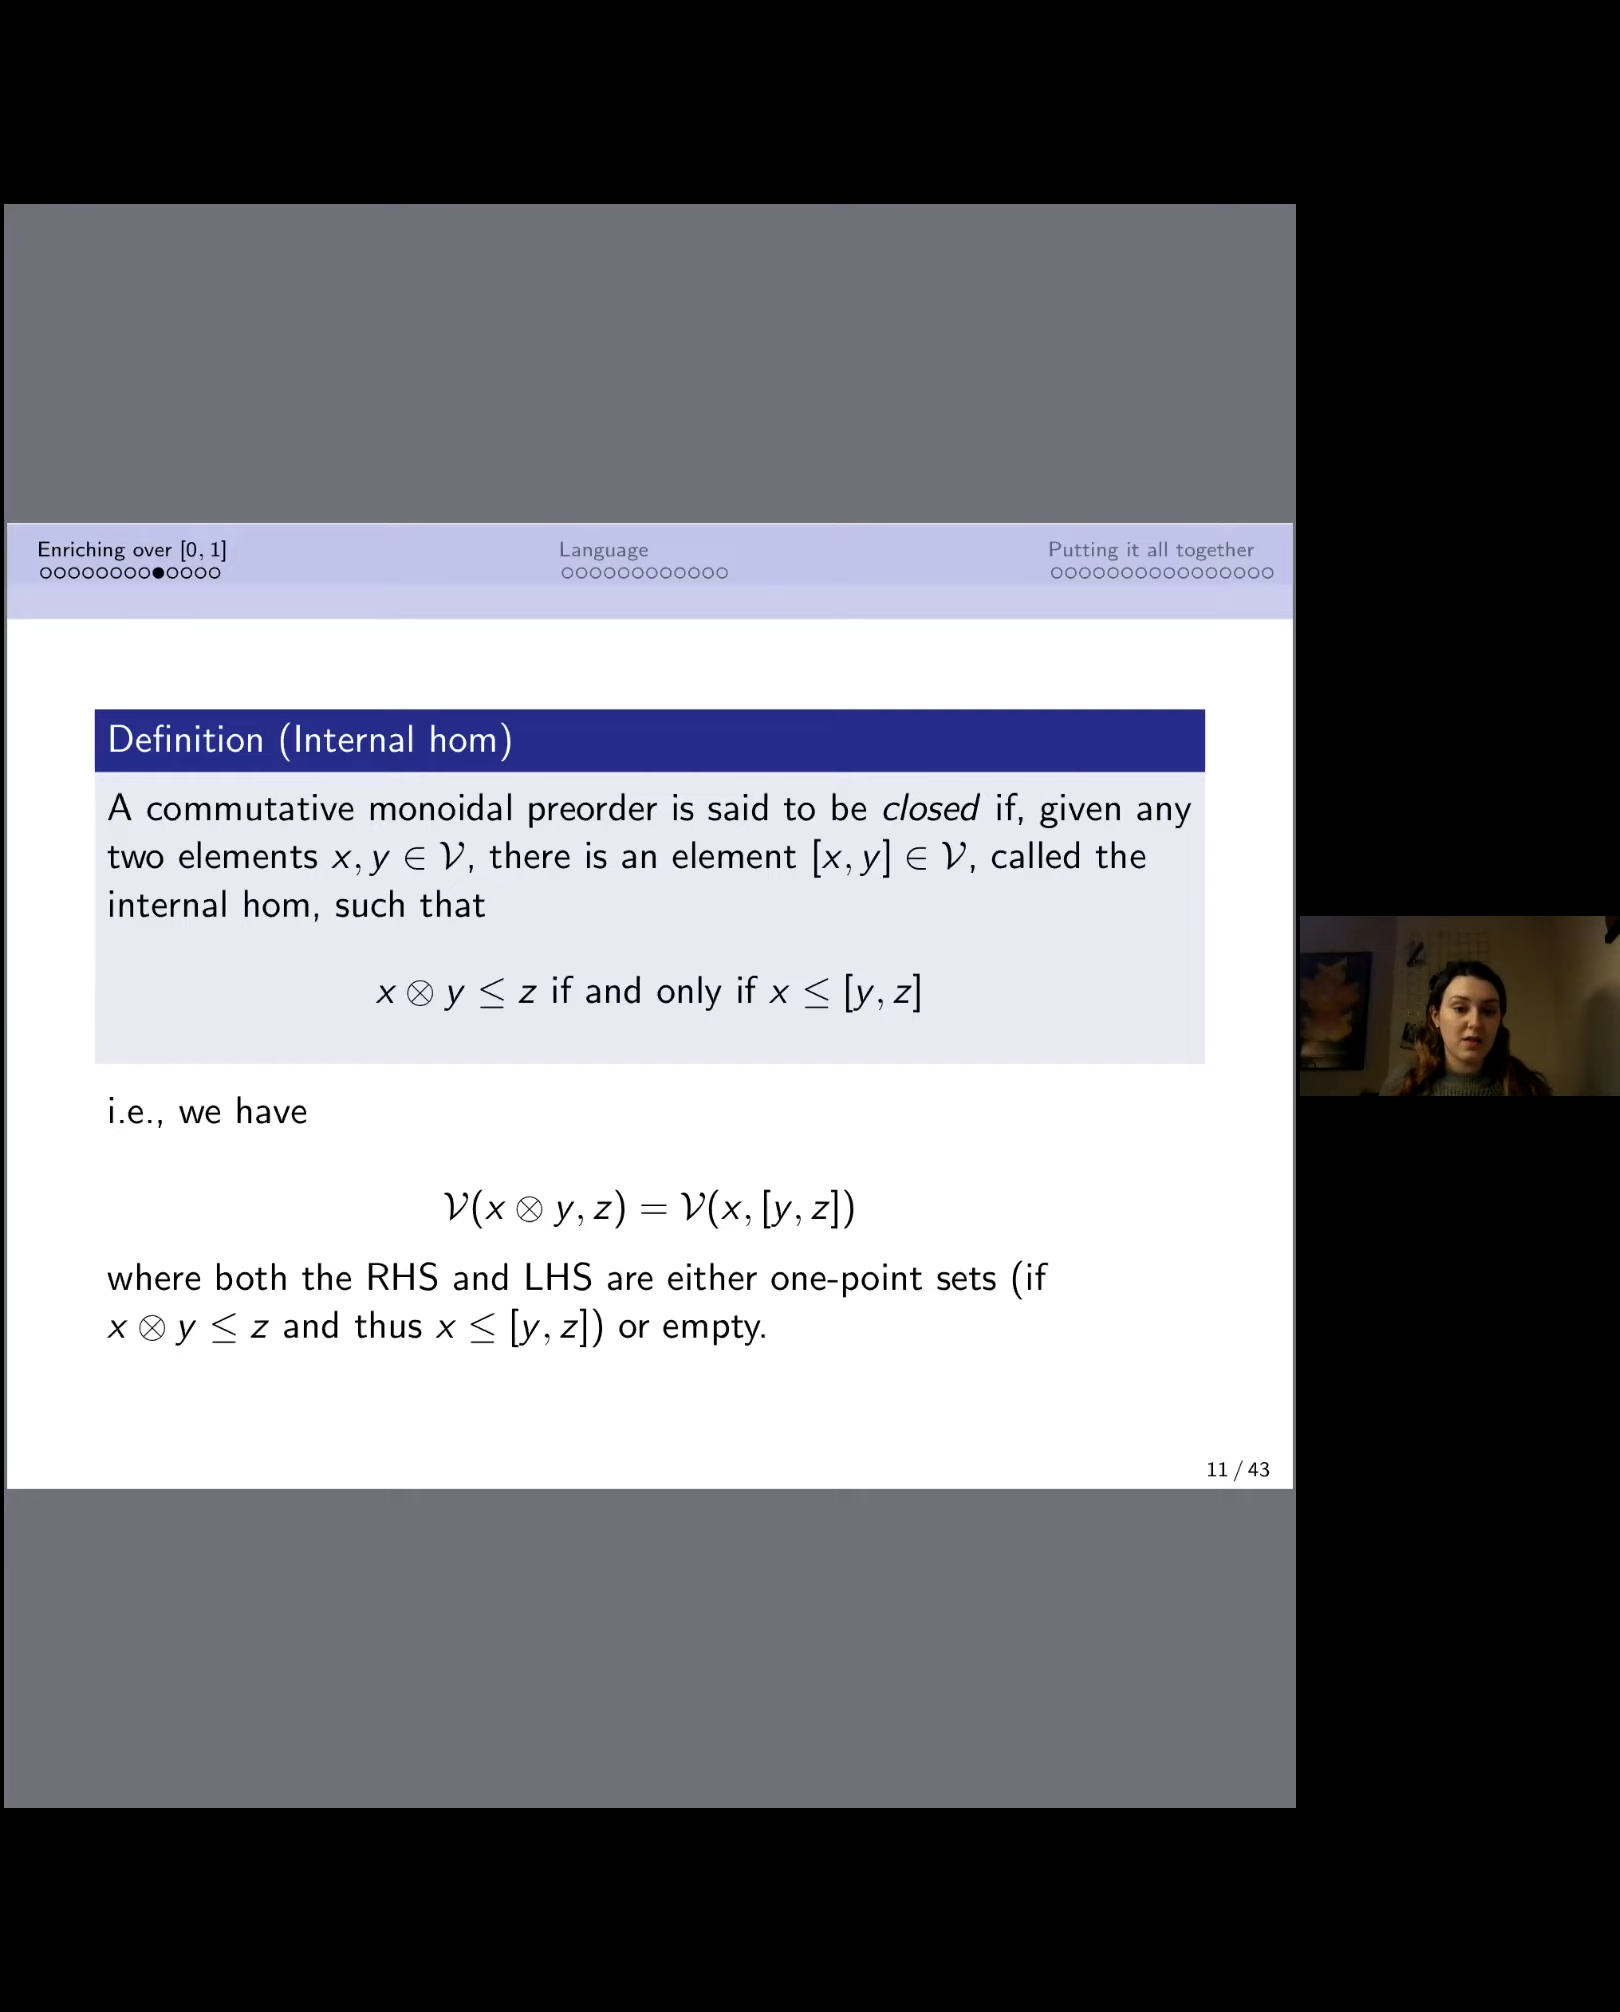 Enriching over [0, 1]
Language
Putting it all together
Definition (Internal hom)
A commutative monoidal preorder is said to be closed if, given any
two elements x, y ∈ 𝒱, there is an element [x, y] ∈ 𝒱, called the
internal hom, such that
x ⊗ y ≤ z if and only if x ≤ [y, z]
i.e., we have
𝒱(x ⊗ y, z) = 𝒱(x, [y, z])
where both the RHS and LHS are either one-point sets (if
x ⊗ y ≤ z and thus x ≤ [y, z]) or empty.
11 / 43